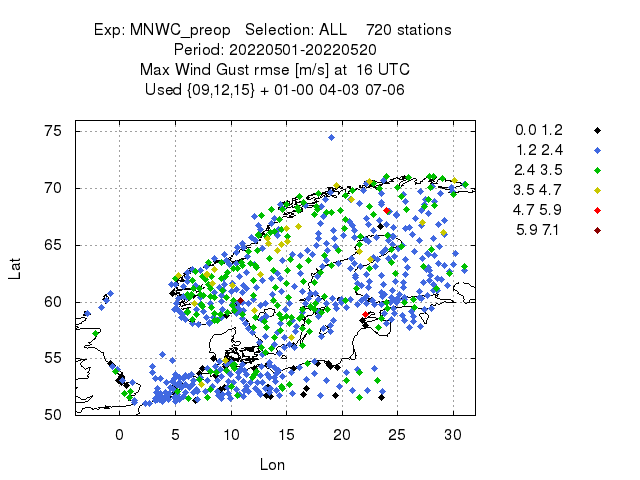 Exp: MNWC_preop   Selection: ALL    720 stations
Period: 20220501-20220520
Max Wind Gust rmse [m/s] at  16 UTC
Used {09,12,15} + 01-00 04-03 07-06
0.0 1.2
1.2 2.4
2.4 3.5
3.5 4.7
4.7 5.9
5.9 7.1
75
70
65
60
55
50
Lat
0 5 10 15 20 25 30
Lon